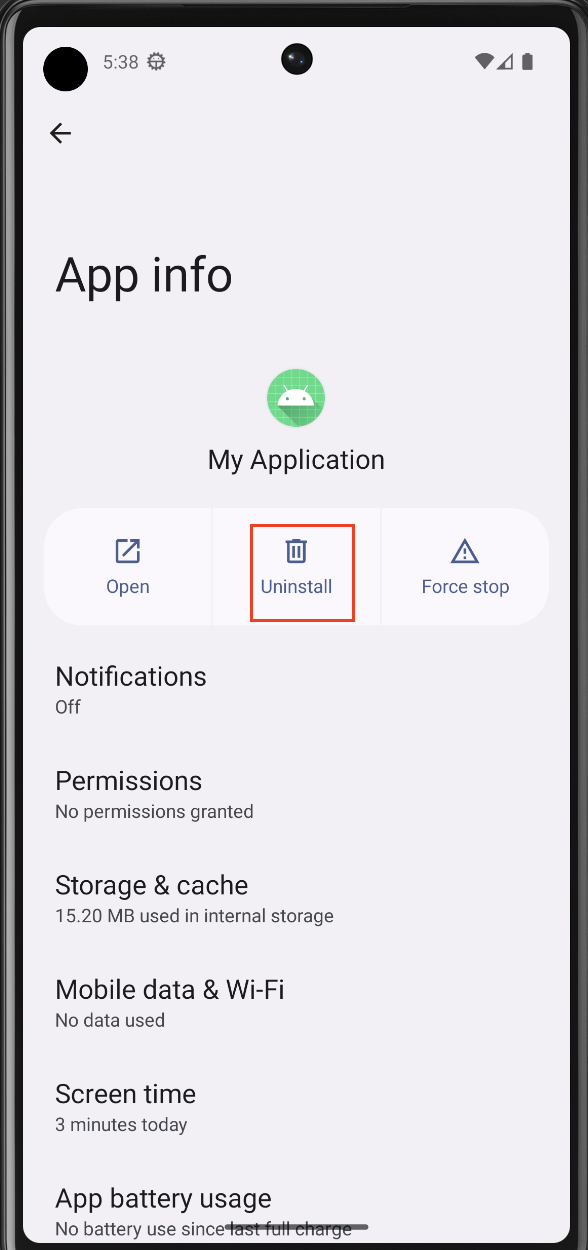 5:38
App info
My Application
Open
Uninstall
Force stop
Notifications
Off
Permissions
No permissions granted
Storage & cache
15.20 MB used in internal storage
Mobile data & Wi-Fi
No data used
Screen time
3 minutes today
App battery usage
No battery use since last full charge